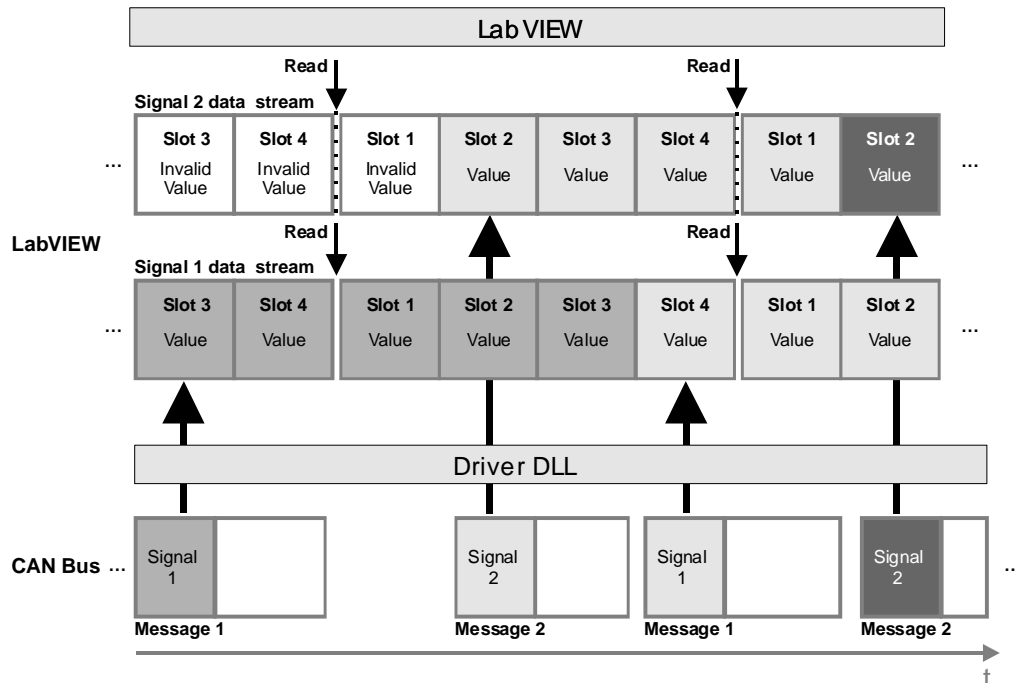 LabVIEW
Read Read
Signal 2 data stream
Slot 3 Slot 4 Slot 1 Slot 2 Slot 3 Slot 4 Slot 1 Slot 2
... Invalid Value Invalid Value Invalid Value Value Value Value Value Value ...
Read Read
LabVIEW
Signal 1 data stream
Slot 3 Slot 4 Slot 1 Slot 2 Slot 3 Slot 4 Slot 1 Slot 2
... Value Value Value Value Value Value Value Value ...
Driver DLL
CAN Bus ... Signal 1 Signal 2 Signal 1 Signal 2 ..
Message 1 Message 2 Message 1 Message 2
t